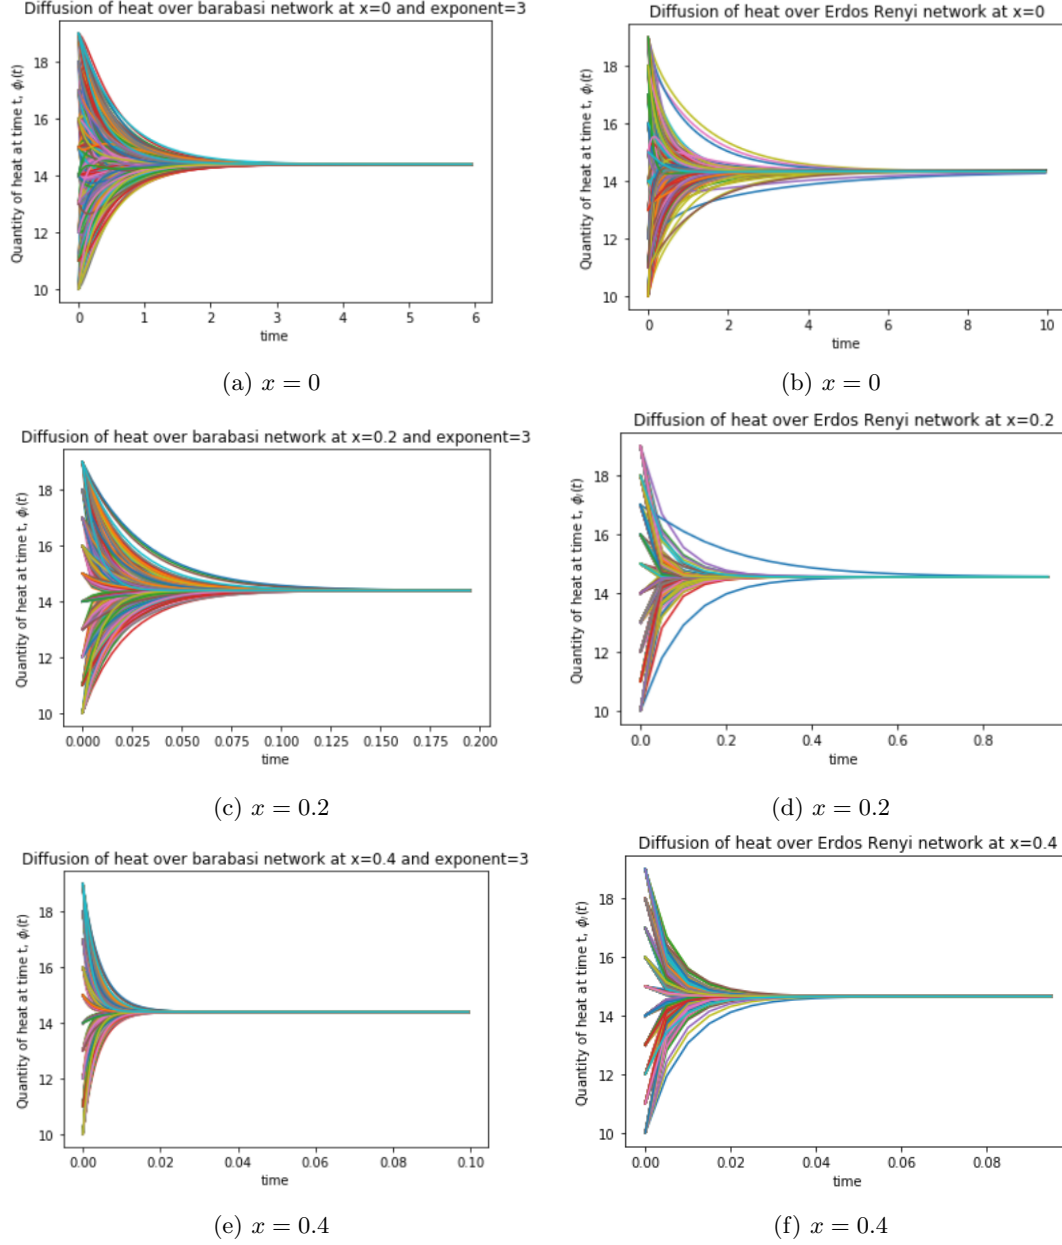 Diffusion of heat over barabasi network at x=0 and exponent=3
Quantity of heat at time t, ϕᵢ(t)
18
16
14
12
10
0 1 2 3 4 5 6
time
(a) x = 0
Diffusion of heat over Erdos Renyi network at x=0
Quantity of heat at time t, ϕᵢ(t)
18
16
14
12
10
0 2 4 6 8 10
time
(b) x = 0
Diffusion of heat over barabasi network at x=0.2 and exponent=3
Quantity of heat at time t, ϕᵢ(t)
18
16
14
12
10
0.000 0.025 0.050 0.075 0.100 0.125 0.150 0.175 0.200
time
(c) x = 0.2
Diffusion of heat over Erdos Renyi network at x=0.2
Quantity of heat at time t, ϕᵢ(t)
18
16
14
12
10
0.0 0.2 0.4 0.6 0.8
time
(d) x = 0.2
Diffusion of heat over barabasi network at x=0.4 and exponent=3
Quantity of heat at time t, ϕᵢ(t)
18
16
14
12
10
0.00 0.02 0.04 0.06 0.08 0.10
time
(e) x = 0.4
Diffusion of heat over Erdos Renyi network at x=0.4
Quantity of heat at time t, ϕᵢ(t)
18
16
14
12
10
0.00 0.02 0.04 0.06 0.08
time
(f) x = 0.4